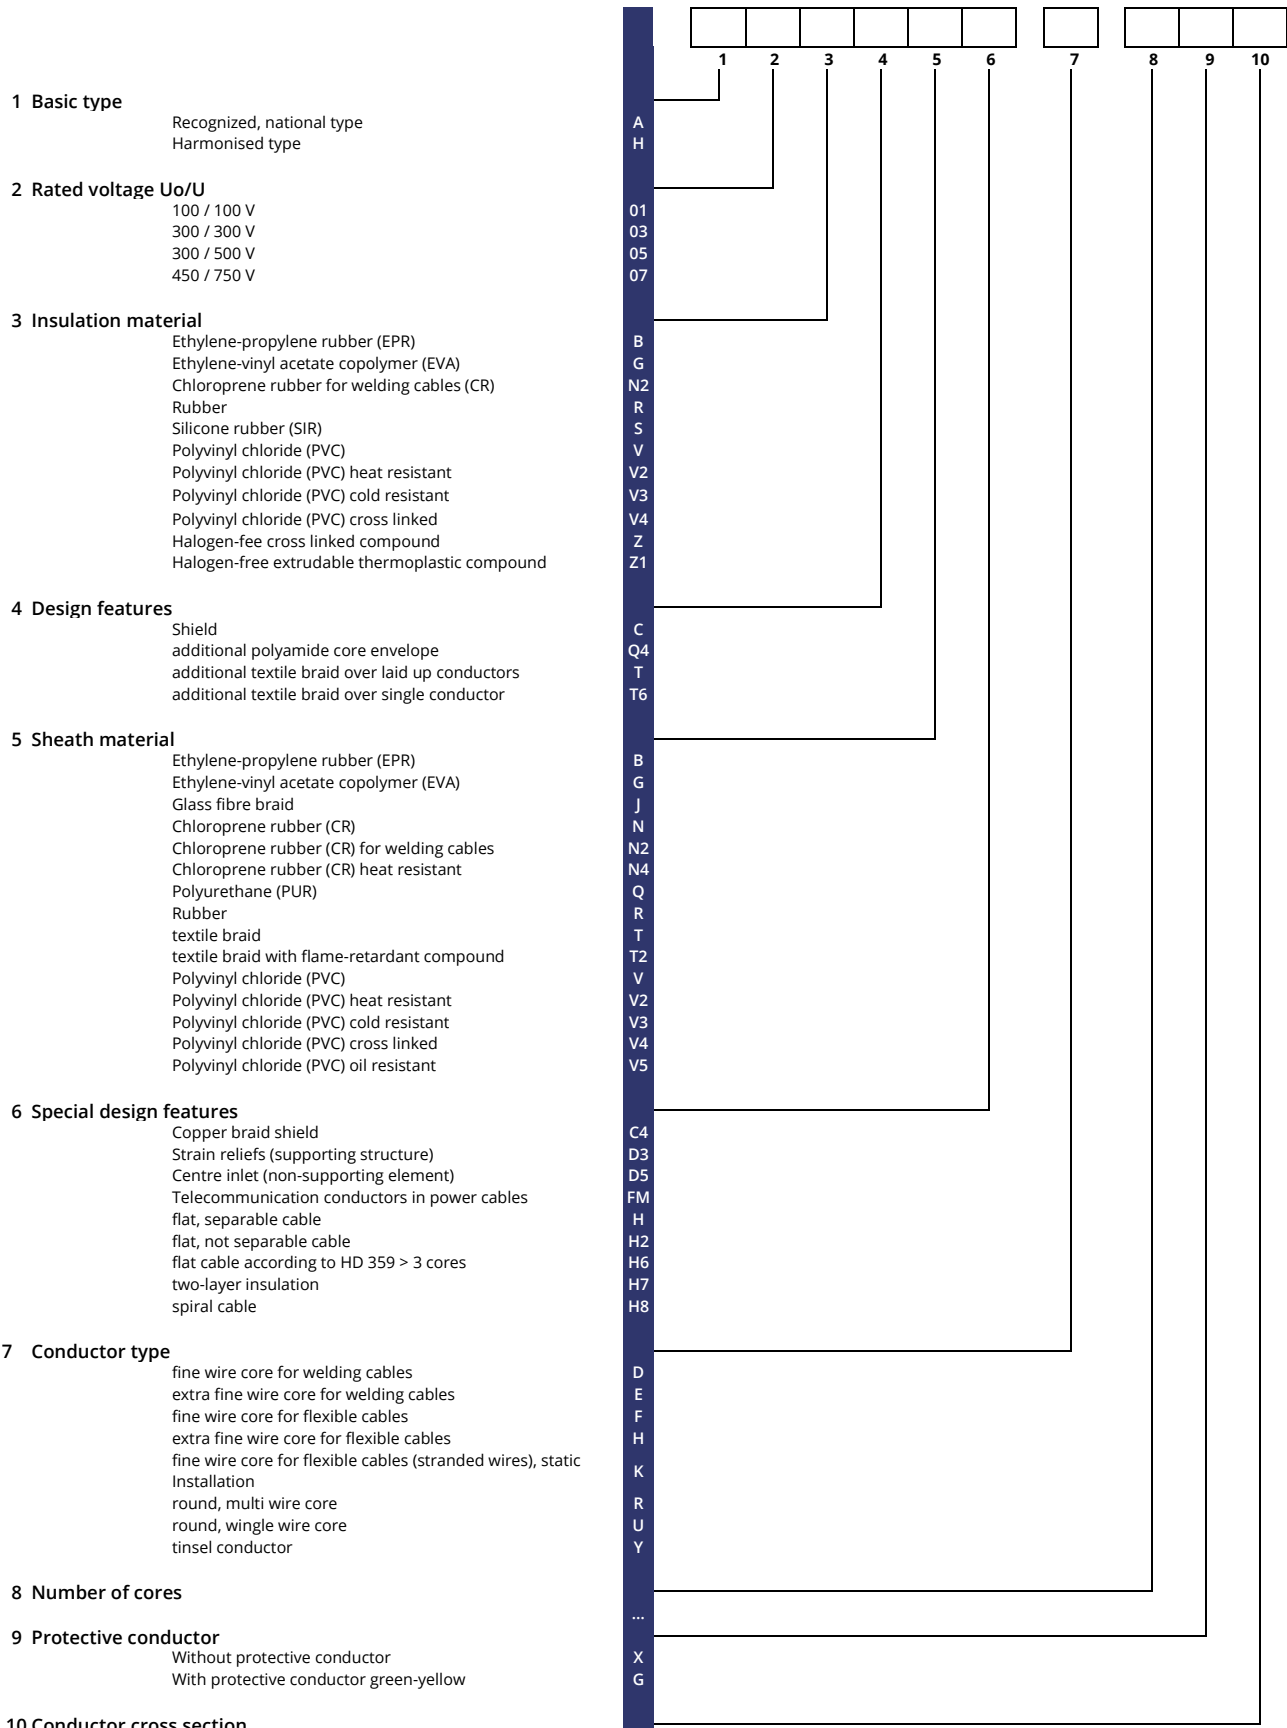 1 2 3 4 5 6 7 8 9 10
1 Basic type
Recognized, national type A
Harmonised type H
2 Rated voltage Uo/U
100 / 100 V 01
300 / 300 V 03
300 / 500 V 05
450 / 750 V 07
3 Insulation material
Ethylene-propylene rubber (EPR) B
Ethylene-vinyl acetate copolymer (EVA) G
Chloroprene rubber for welding cables (CR) N2
Rubber R
Silicone rubber (SIR) S
Polyvinyl chloride (PVC) V
Polyvinyl chloride (PVC) heat resistant V2
Polyvinyl chloride (PVC) cold resistant V3
Polyvinyl chloride (PVC) cross linked V4
Halogen-fee cross linked compound Z
Halogen-free extrudable thermoplastic compound Z1
4 Design features
Shield C
additional polyamide core envelope Q4
additional textile braid over laid up conductors T
additional textile braid over single conductor T6
5 Sheath material
Ethylene-propylene rubber (EPR) B
Ethylene-vinyl acetate copolymer (EVA) G
Glass fibre braid J
Chloroprene rubber (CR) N
Chloroprene rubber (CR) for welding cables N2
Chloroprene rubber (CR) heat resistant N4
Polyurethane (PUR) Q
Rubber R
textile braid T
textile braid with flame-retardant compound T2
Polyvinyl chloride (PVC) V
Polyvinyl chloride (PVC) heat resistant V2
Polyvinyl chloride (PVC) cold resistant V3
Polyvinyl chloride (PVC) cross linked V4
Polyvinyl chloride (PVC) oil resistant V5
6 Special design features
Copper braid shield C4
Strain reliefs (supporting structure) D3
Centre inlet (non-supporting element) D5
Telecommunication conductors in power cables FM
flat, separable cable H
flat, not separable cable H2
flat cable according to HD 359 > 3 cores H6
two-layer insulation H7
spiral cable H8
7 Conductor type
fine wire core for welding cables D
extra fine wire core for welding cables E
fine wire core for flexible cables F
extra fine wire core for flexible cables H
fine wire core for flexible cables (stranded wires), static
Installation K
round, multi wire core R
round, wingle wire core U
tinsel conductor Y
8 Number of cores
...
9 Protective conductor
Without protective conductor X
With protective conductor green-yellow G
10 Conductor cross section